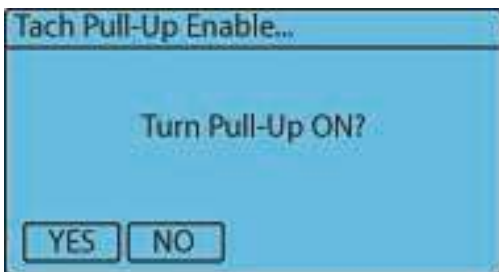 Tach Pull-Up Enable...
Turn Pull-Up ON?
YES NO